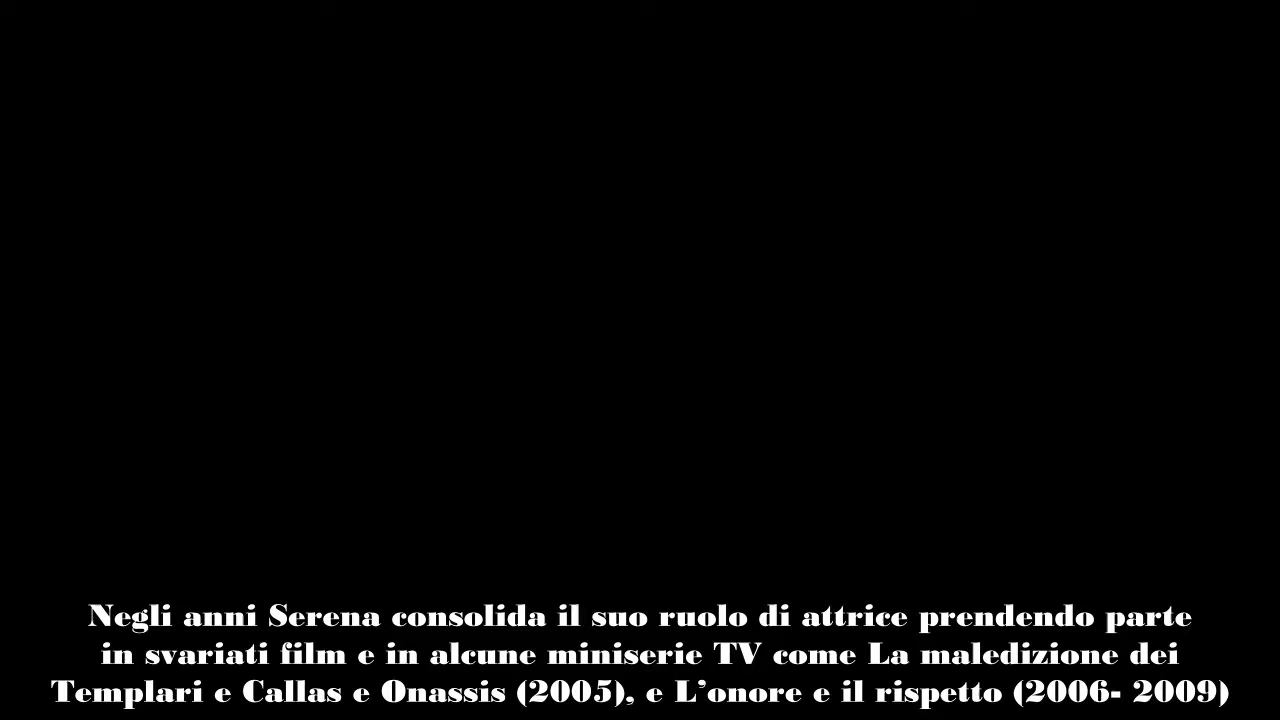 Negli anni Serena consolida il suo ruolo di attrice prendendo parte
in svariati film e in alcune miniserie TV come La maledizione dei
Templari e Callas e Onassis (2005), e L’onore e il rispetto (2006- 2009)